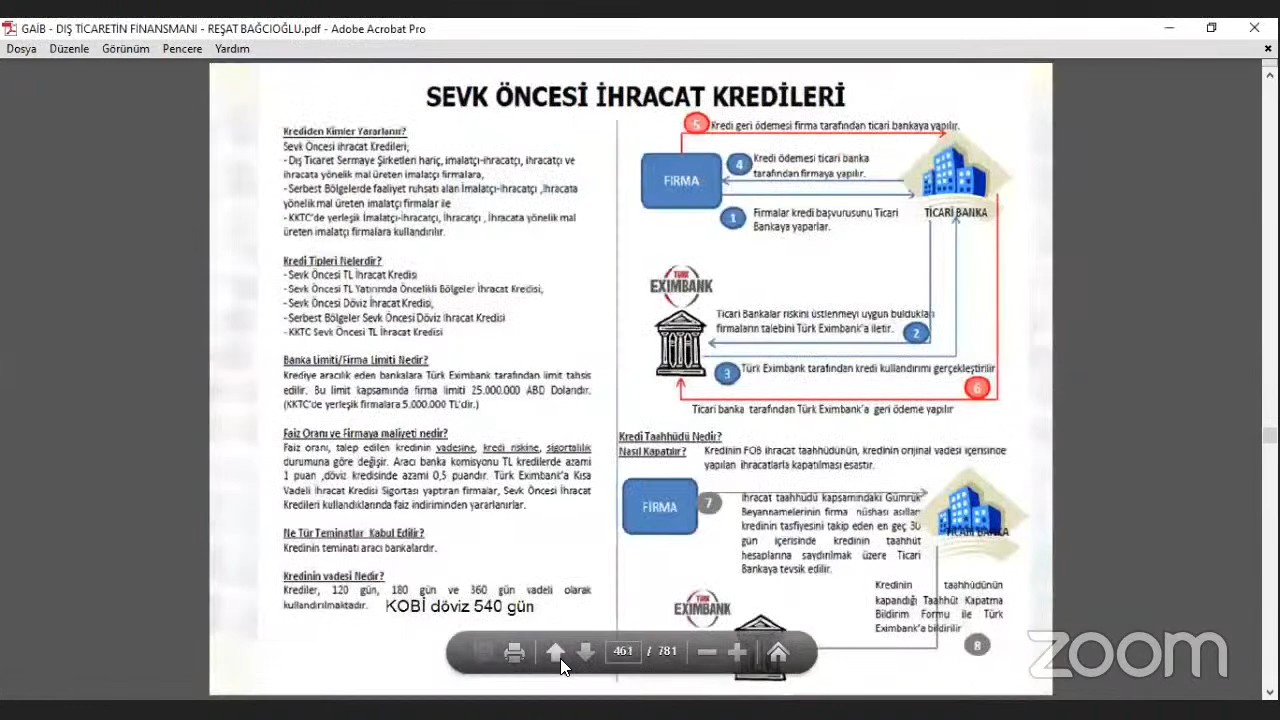 GAİB - DIŞ TİCARETİN FİNANSMANI - REŞAT BAĞCIOĞLU.pdf - Adobe Acrobat Pro
Dosya Düzenle Görünüm Pencere Yardım
SEVK ÖNCESİ İHRACAT KREDİLERİ
Krediden Kimler Yararlanır?
Sevk Öncesi ihracat Kredileri;
- Dış Ticaret Sermaye Şirketleri hariç, imalatçı-ihracatçı, ihracatçı ve
ihracata yönelik mal üreten imalatçı firmalara,
- Serbest Bölgelerde faaliyet ruhsatı alan İmalatçı-ihracatçı ,ihracata
yönelik mal üreten imalatçı firmalar ile
- KKTC'de yerleşik İmalatçı-ihracatçı, İhracatçı , İhracata yönelik mal
üreten imalatçı firmalara kullandırılır.
Kredi Tipleri Nelerdir?
- Sevk Öncesi TL İhracat Kredisi
- Sevk Öncesi TL Yatırımda Öncelikli Bölgeler İhracat Kredisi,
- Sevk Öncesi Döviz İhracat Kredisi,
- Serbest Bölgeler Sevk Öncesi Döviz İhracat Kredisi
- KKTC Sevk Öncesi TL İhracat Kredisi
Banka Limiti/Firma Limiti Nedir?
Krediye aracılık eden bankalara Türk Eximbank tarafından limit tahsis
edilir. Bu limit kapsamında firma limiti 25.000.000 ABD Dolarıdır.
(KKTC'de yerleşik firmalara 5.000.000 TL'dir.)
Faiz Oranı ve Firmaya maliyeti nedir?
Faiz oranı, talep edilen kredinin vadesine, kredi riskine, sigortalılık
durumuna göre değişir. Aracı banka komisyonu TL kredilerde azami
1 puan ,döviz kredisinde azami 0,5 puandır. Türk Eximbank'a Kısa
Vadeli İhracat Kredisi Sigortası yaptıran firmalar, Sevk Öncesi İhracat
Kredileri kullandıklarında faiz indiriminden yararlanırlar.
Ne Tür Teminatlar Kabul Edilir?
Kredinin teminatı aracı bankalardır.
Kredinin vadesi Nedir?
Krediler, 120 gün, 180 gün ve 360 gün vadeli olarak
kullandırılmaktadır. KOBİ döviz 540 gün
5 Kredi geri ödemesi firma tarafından ticari bankaya yapılır.
FİRMA
4 Kredi ödemesi ticari banka
tarafından firmaya yapılır.
TİCARİ BANKA
1 Firmalar kredi başvurusunu Ticari
Bankaya yaparlar.
TÜRK
EXIMBANK
Ticari Bankalar riskini üstlenmeyi uygun buldukları
firmaların talebini Türk Eximbank'a iletir. 2
3 Türk Eximbank tarafından kredi kullandırımı gerçekleştirilir.
6
Ticari banka tarafından Türk Eximbank'a geri ödeme yapılır
Kredi Taahhüdü Nedir?
Nasıl Kapatılır? Kredinin FOB ihracat taahhüdünün, kredinin orijinal vadesi içerisinde
yapılan ihracatlarla kapatılması esastır.
FİRMA
7 İhracat taahhüdü kapsamındaki Gümrük
Beyannamelerinin firma nüshası asılları
kredinin tasfiyesini takip eden en geç 30
gün içerisinde kredinin taahhüt
hesaplarına saydırılmak üzere Ticari
Bankaya tevsik edilir.
TİCARİ BANKA
Kredinin taahhüdünün
kapandığı Taahhüt Kapatma
Bildirim Formu ile Türk
Eximbank'a bildirilir
8
TÜRK
EXIMBANK
461 / 781
zoom